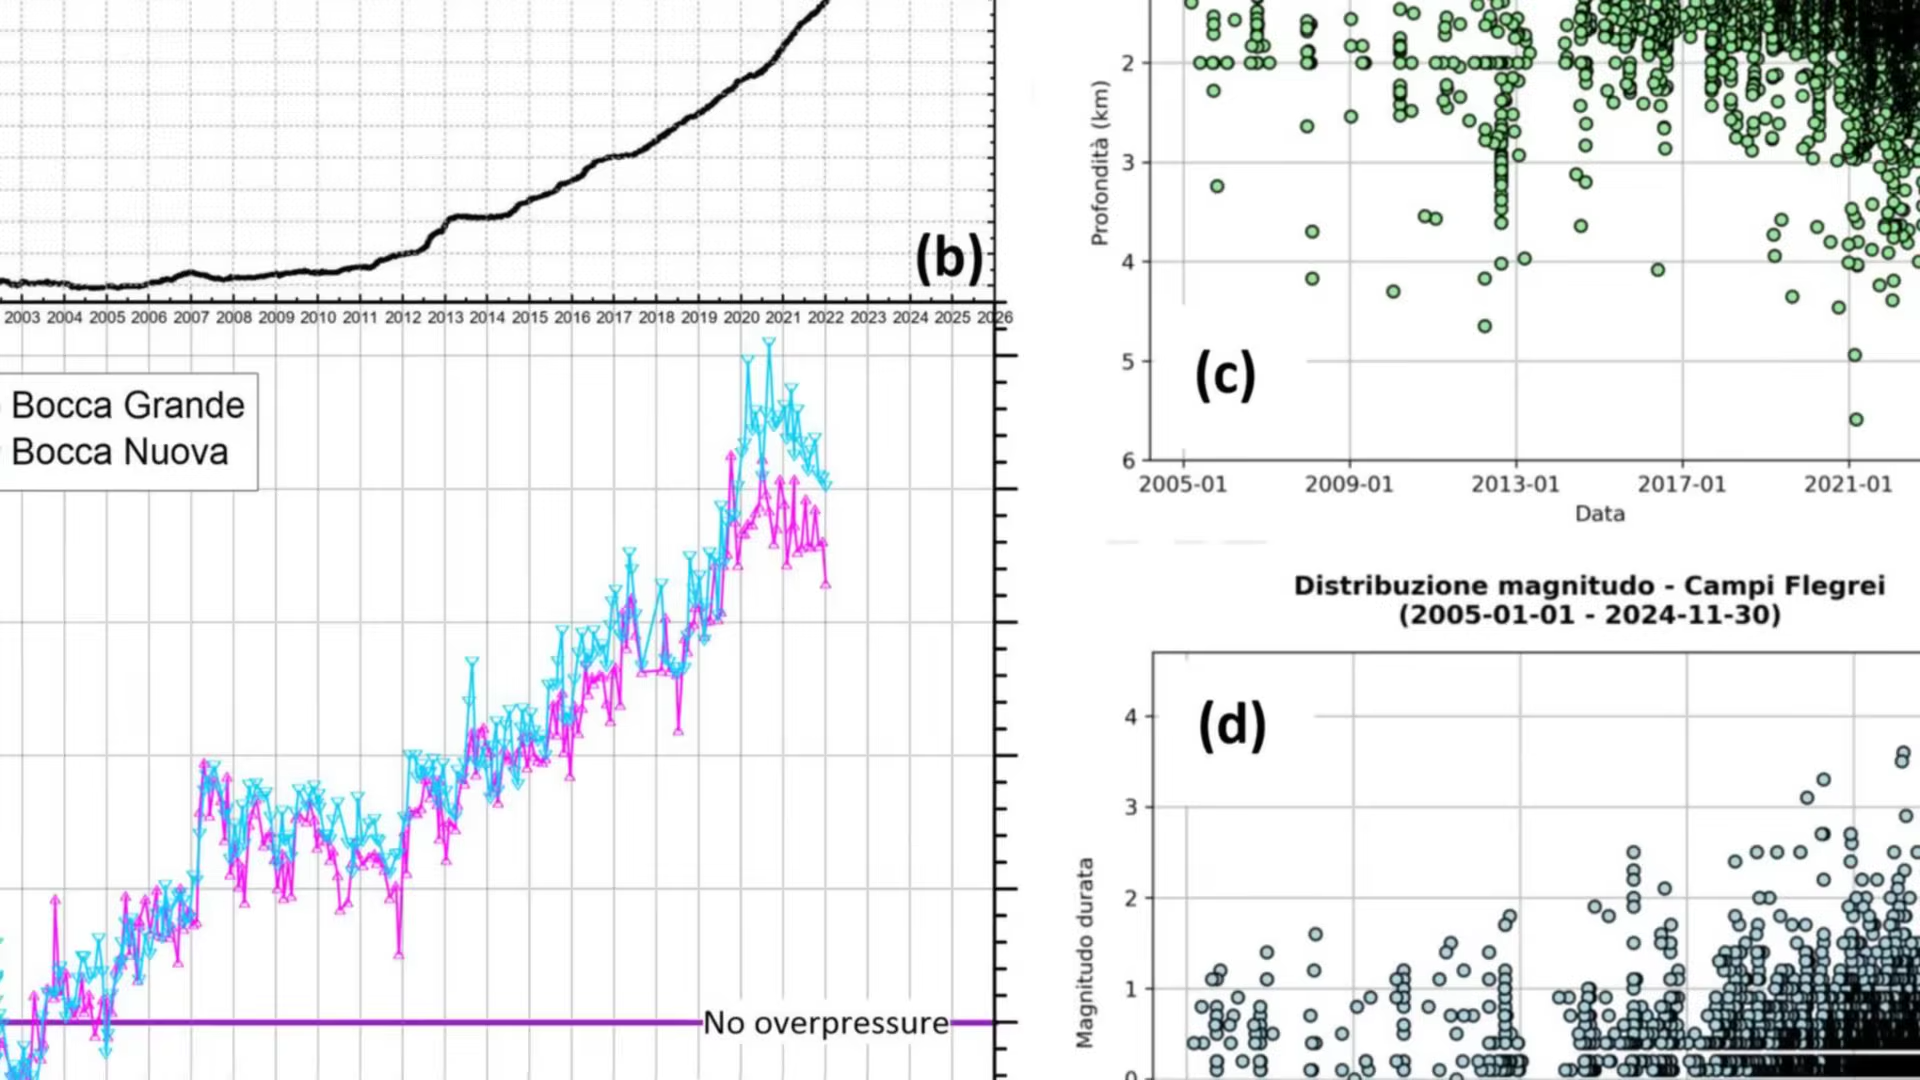 (b)
2003 2004 2005 2006 2007 2008 2009 2010 2011 2012 2013 2014 2015 2016 2017 2018 2019 2020 2021 2022 2023 2024 2025 2026
Bocca Grande
Bocca Nuova
No overpressure
2
3
4
5
6
Profondità (km)
(c)
2005-01 2009-01 2013-01 2017-01 2021-01
Data
Distribuzione magnitudo - Campi Flegrei
(2005-01-01 - 2024-11-30)
(d)
4
3
2
1
0
Magnitudo durata